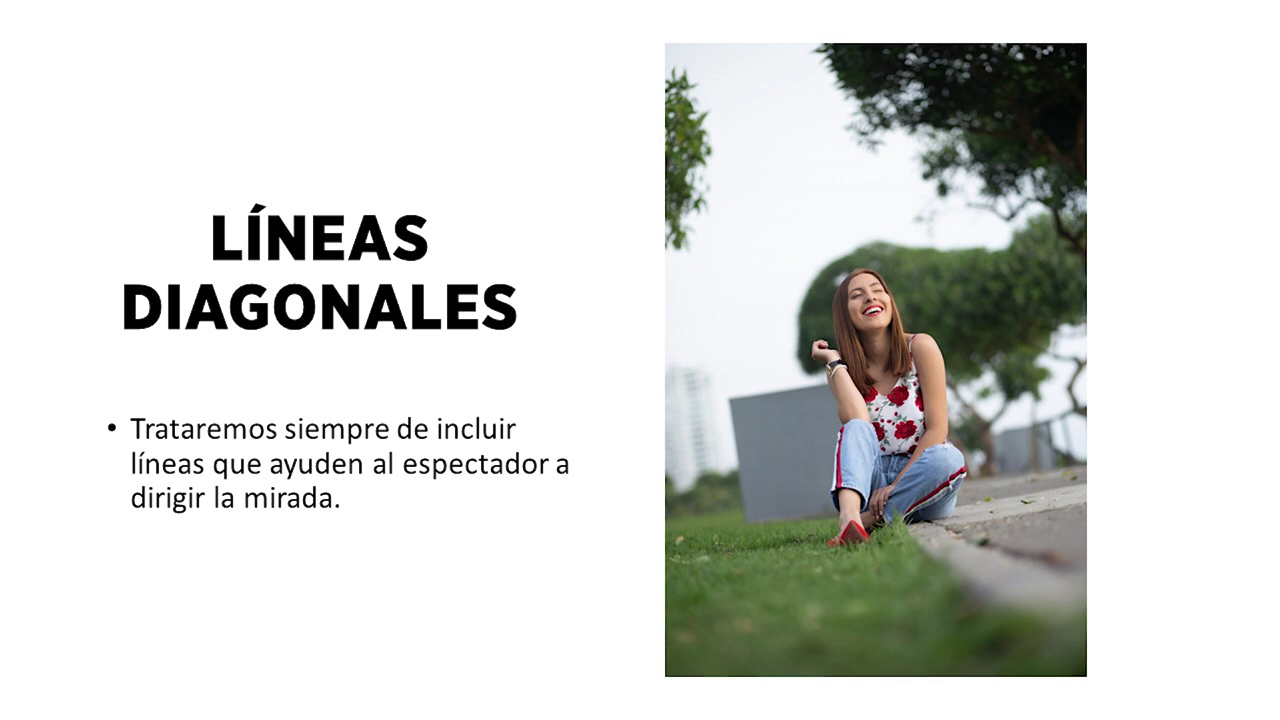 LÍNEAS
DIAGONALES
• Trataremos siempre de incluir
líneas que ayuden al espectador a
dirigir la mirada.